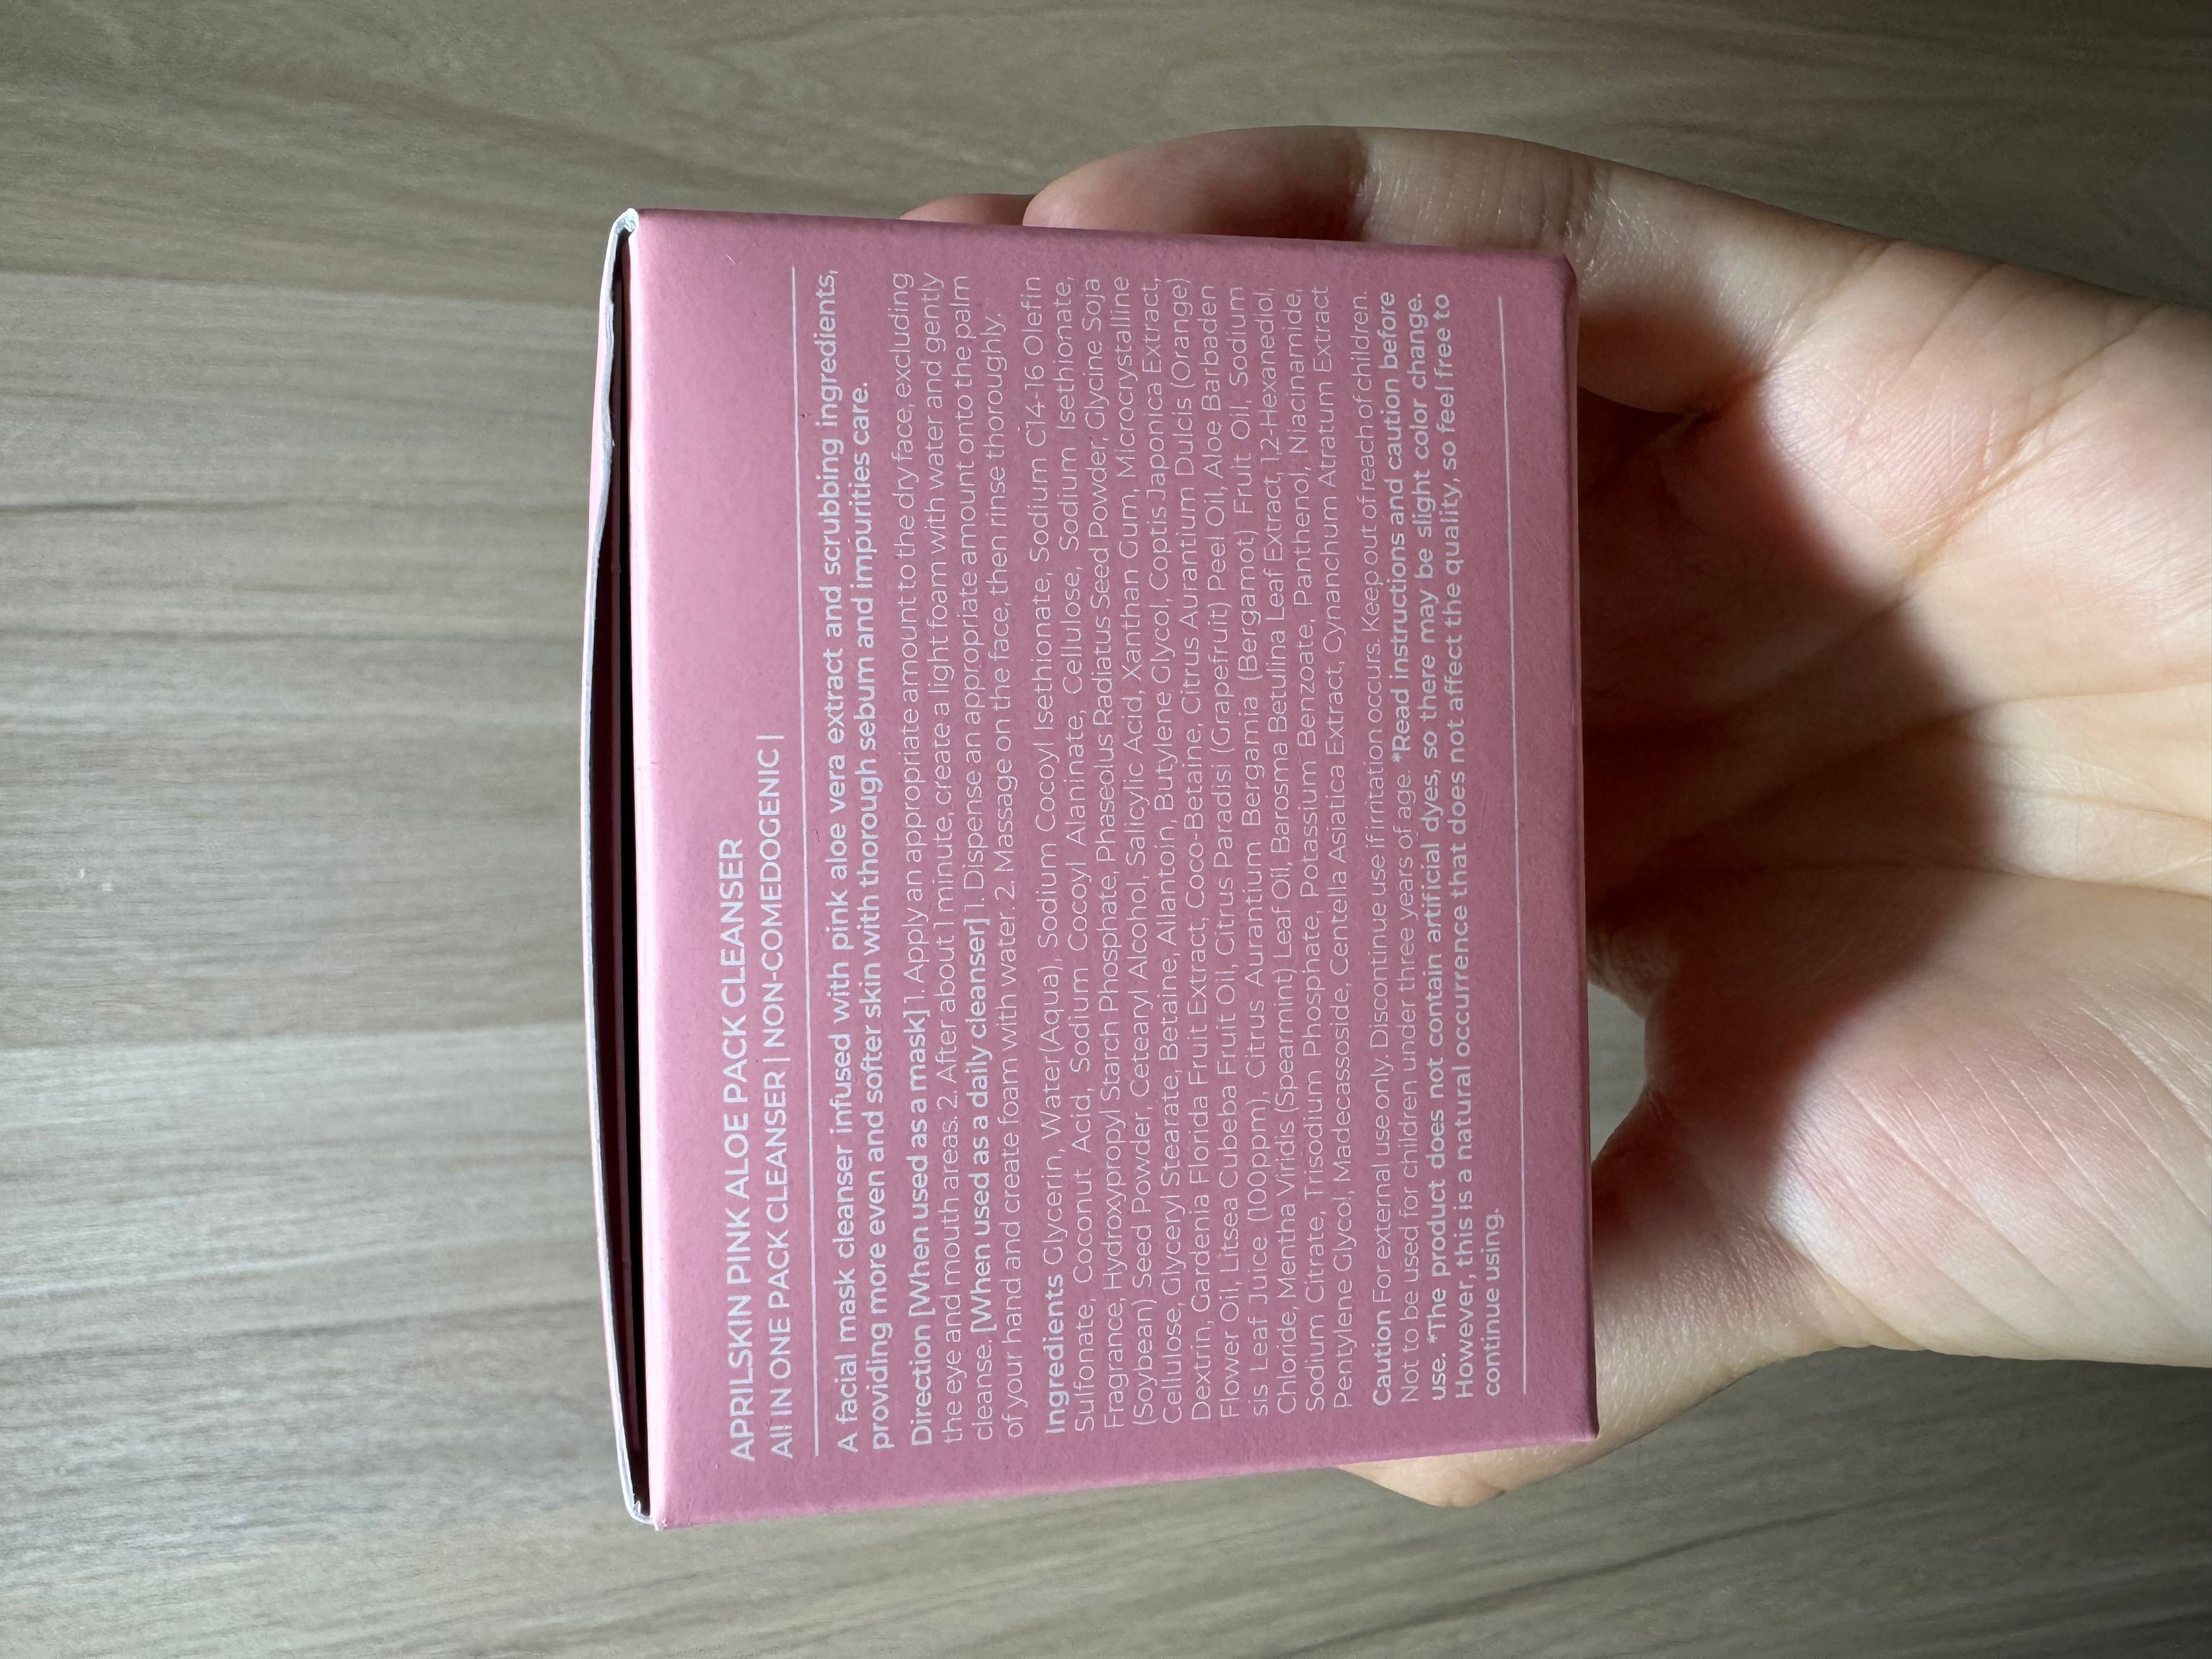 APRILSKIN PINK ALOE PACK CLEANSER
All IN ONE PACK CLEANSER | NON-COMEDOGENIC |
A facial mask cleanser infused with pink aloe vera extract and scrubbing ingredients,
providing more even and softer skin with thorough sebum and impurities care.
Direction [When used as a mask] 1. Apply an appropriate amount to the dry face, excluding
the eye and mouth areas. 2. After about 1 minute, create a light foam with water and gently
cleanse. [When used as a daily cleanser] 1. Dispense an appropriate amount onto the palm
of your hand and create foam with water. 2. Massage on the face, then rinse thoroughly.
Ingredients Glycerin, Water (Aqua), Sodium Cocoyl Isethionate, Sodium C14-16 Olefin
Sulfonate, Coconut Acid, Sodium Cocoyl Alaninate, Cellulose, Sodium Isethionate,
Fragrance, Hydroxypropyl Starch Phosphate, Phaseolus Radiatus Seed Powder, Glycine Soja
(Soybean) Seed Powder, Cetearyl Alcohol, Salicylic Acid, Xanthan Gum, Microcrystalline
Cellulose, Glyceryl Stearate, Betaine, Allantoin, Butylene Glycol, Coptis Japonica Extract,
Dextrin, Gardenia Florida Fruit Extract, Coco-Betaine, Citrus Aurantium Dulcis (Orange)
Flower Oil, Litsea Cubeba Fruit Oil, Citrus Paradisi (Grapefruit) Peel Oil, Aloe Barbaden
sis Leaf Juice (100ppm), Citrus Aurantium Bergamia (Bergamot) Fruit Oil, Sodium
Chloride, Mentha Viridis (Spearmint) Leaf Oil, Barosma Betulina Leaf Extract, 1,2-Hexanediol,
Sodium Citrate, Trisodium Phosphate, Potassium Benzoate, Panthenol, Niacinamide,
Pentylene Glycol, Madecassoside, Centella Asiatica Extract, Cynanchum Atratum Extract
Caution For external use only. Discontinue use if irritation occurs. Keep out of reach of children.
Not to be used for children under three years of age. *Read instructions and caution before
use. *The product does not contain artificial dyes, so there may be slight color change.
However, this is a natural occurrence that does not affect the quality, so feel free to
continue using.